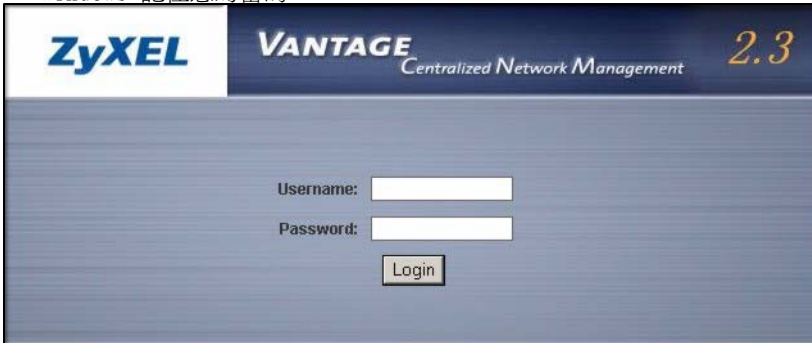 ZyXEL
VANTAGE
Centralized Network Management
2.3
Username:
Password:
Login